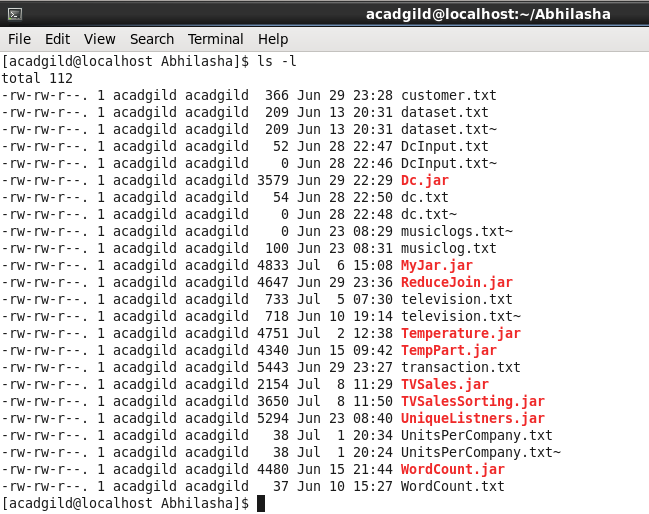 acadgild@localhost:~/Abhilasha
File Edit View Search Terminal Help
[acadgild@localhost Abhilasha]$ ls -l
total 112
-rw-rw-r--. 1 acadgild acadgild  366 Jun 29 23:28 customer.txt
-rw-rw-r--. 1 acadgild acadgild  209 Jun 13 20:31 dataset.txt
-rw-rw-r--. 1 acadgild acadgild  209 Jun 13 20:31 dataset.txt~
-rw-rw-r--. 1 acadgild acadgild   52 Jun 28 22:47 DcInput.txt
-rw-rw-r--. 1 acadgild acadgild    0 Jun 28 22:46 DcInput.txt~
-rw-rw-r--. 1 acadgild acadgild 3579 Jun 29 22:29 Dc.jar
-rw-rw-r--. 1 acadgild acadgild   54 Jun 28 22:50 dc.txt
-rw-rw-r--. 1 acadgild acadgild    0 Jun 28 22:48 dc.txt~
-rw-rw-r--. 1 acadgild acadgild    0 Jun 23 08:29 musiclogs.txt~
-rw-rw-r--. 1 acadgild acadgild  100 Jun 23 08:31 musiclog.txt
-rw-rw-r--. 1 acadgild acadgild 4833 Jul  6 15:08 MyJar.jar
-rw-rw-r--. 1 acadgild acadgild 4647 Jun 29 23:36 ReduceJoin.jar
-rw-rw-r--. 1 acadgild acadgild  733 Jul  5 07:30 television.txt
-rw-rw-r--. 1 acadgild acadgild  718 Jun 10 19:14 television.txt~
-rw-rw-r--. 1 acadgild acadgild 4751 Jul  2 12:38 Temperature.jar
-rw-rw-r--. 1 acadgild acadgild 4340 Jun 15 09:42 TempPart.jar
-rw-rw-r--. 1 acadgild acadgild 5443 Jun 29 23:27 transaction.txt
-rw-rw-r--. 1 acadgild acadgild 2154 Jul  8 11:29 TVSales.jar
-rw-rw-r--. 1 acadgild acadgild 3650 Jul  8 11:50 TVSalesSorting.jar
-rw-rw-r--. 1 acadgild acadgild 5294 Jun 23 08:40 UniqueListners.jar
-rw-rw-r--. 1 acadgild acadgild   38 Jul  1 20:34 UnitsPerCompany.txt
-rw-rw-r--. 1 acadgild acadgild   38 Jul  1 20:24 UnitsPerCompany.txt~
-rw-rw-r--. 1 acadgild acadgild 4480 Jun 15 21:44 WordCount.jar
-rw-rw-r--. 1 acadgild acadgild   37 Jun 10 15:27 WordCount.txt
[acadgild@localhost Abhilasha]$